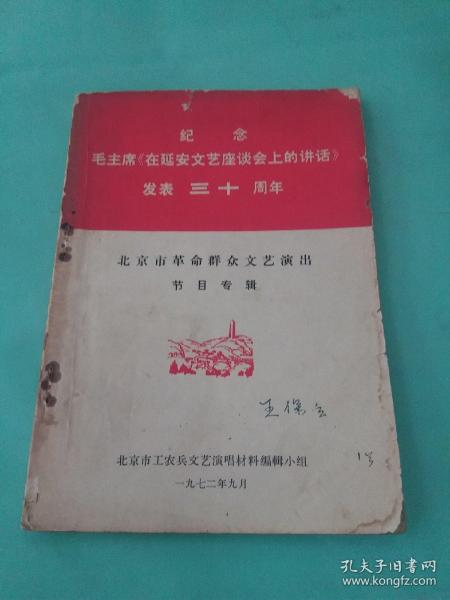 纪念
毛主席《在延安文艺座谈会上的讲话》
发表 三十 周年
北京市革命群众文艺演出
节目专辑
王保
北京市工农兵文艺演唱材料编辑小组
一九七二年九月
孔夫子旧书网
www.kongfz.com